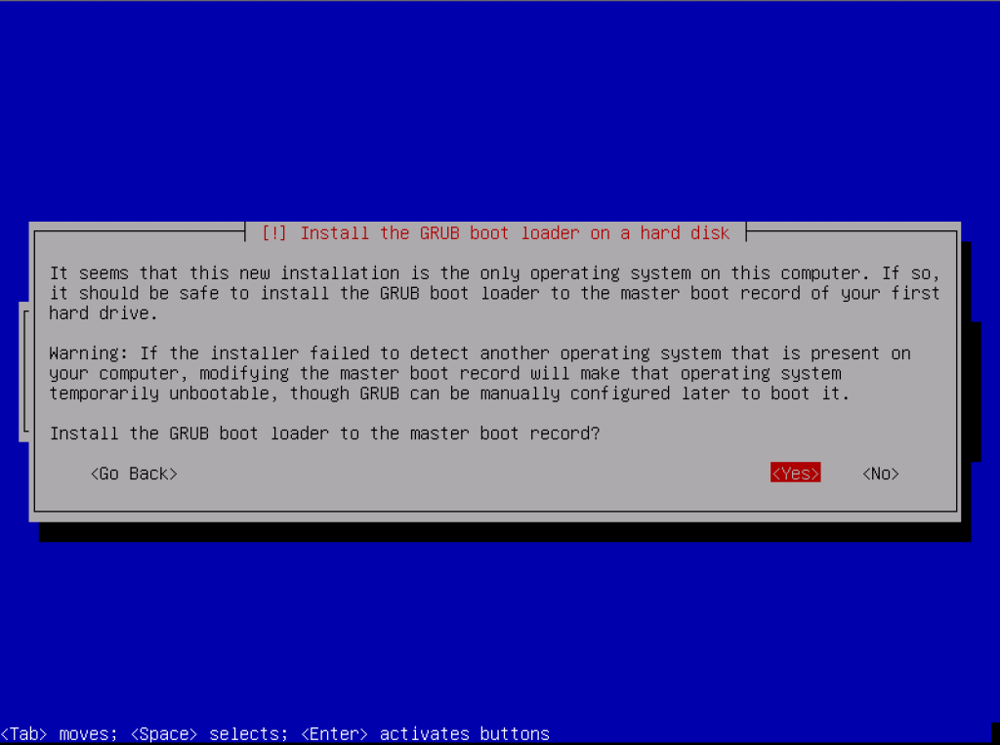 [!] Install the GRUB boot loader on a hard disk
It seems that this new installation is the only operating system on this computer. If so,
it should be safe to install the GRUB boot loader to the master boot record of your first
hard drive.
Warning: If the installer failed to detect another operating system that is present on
your computer, modifying the master boot record will make that operating system
temporarily unbootable, though GRUB can be manually configured later to boot it.
Install the GRUB boot loader to the master boot record?
<Go Back> <Yes> <No>
<Tab> moves; <Space> selects; <Enter> activates buttons